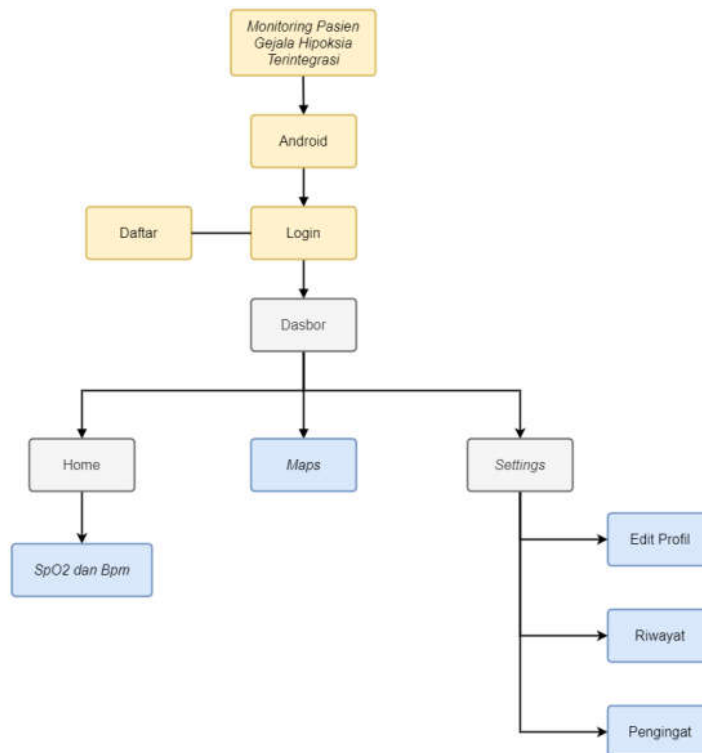 Monitoring Pasien
Gejala Hipoksia
Terintegrasi
Android
Daftar
Login
Dasbor
Home
Maps
Settings
SpO2 dan Bpm
Edit Profil
Riwayat
Pengingat